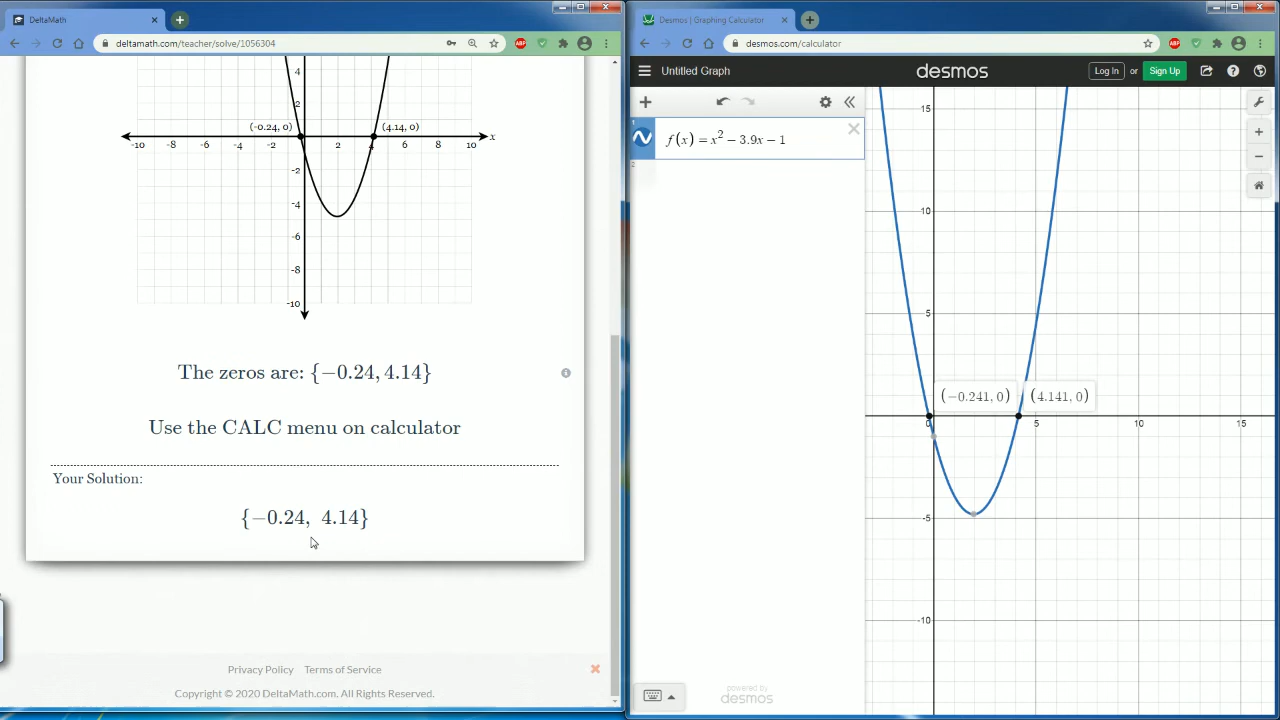 DeltaMath
deltamath.com/teacher/solve/1056304
4
2
(-0.24, 0)
(4.14, 0)
x
-10 -8 -6 -4 -2 2 4 6 8 10
-2
-4
-6
-8
-10
The zeros are: {−0.24, 4.14}
Use the CALC menu on calculator
Your Solution:
{−0.24, 4.14}
Privacy Policy Terms of Service
Copyright © 2020 DeltaMath.com. All Rights Reserved.
Desmos | Graphing Calculator
desmos.com/calculator
Untitled Graph
desmos
Log In or Sign Up
1
f(x) = x² − 3.9x − 1
2
15
10
5
(−0.241, 0)
(4.141, 0)
0 5 10 15
-5
-10
powered by
desmos
ABP
ABP